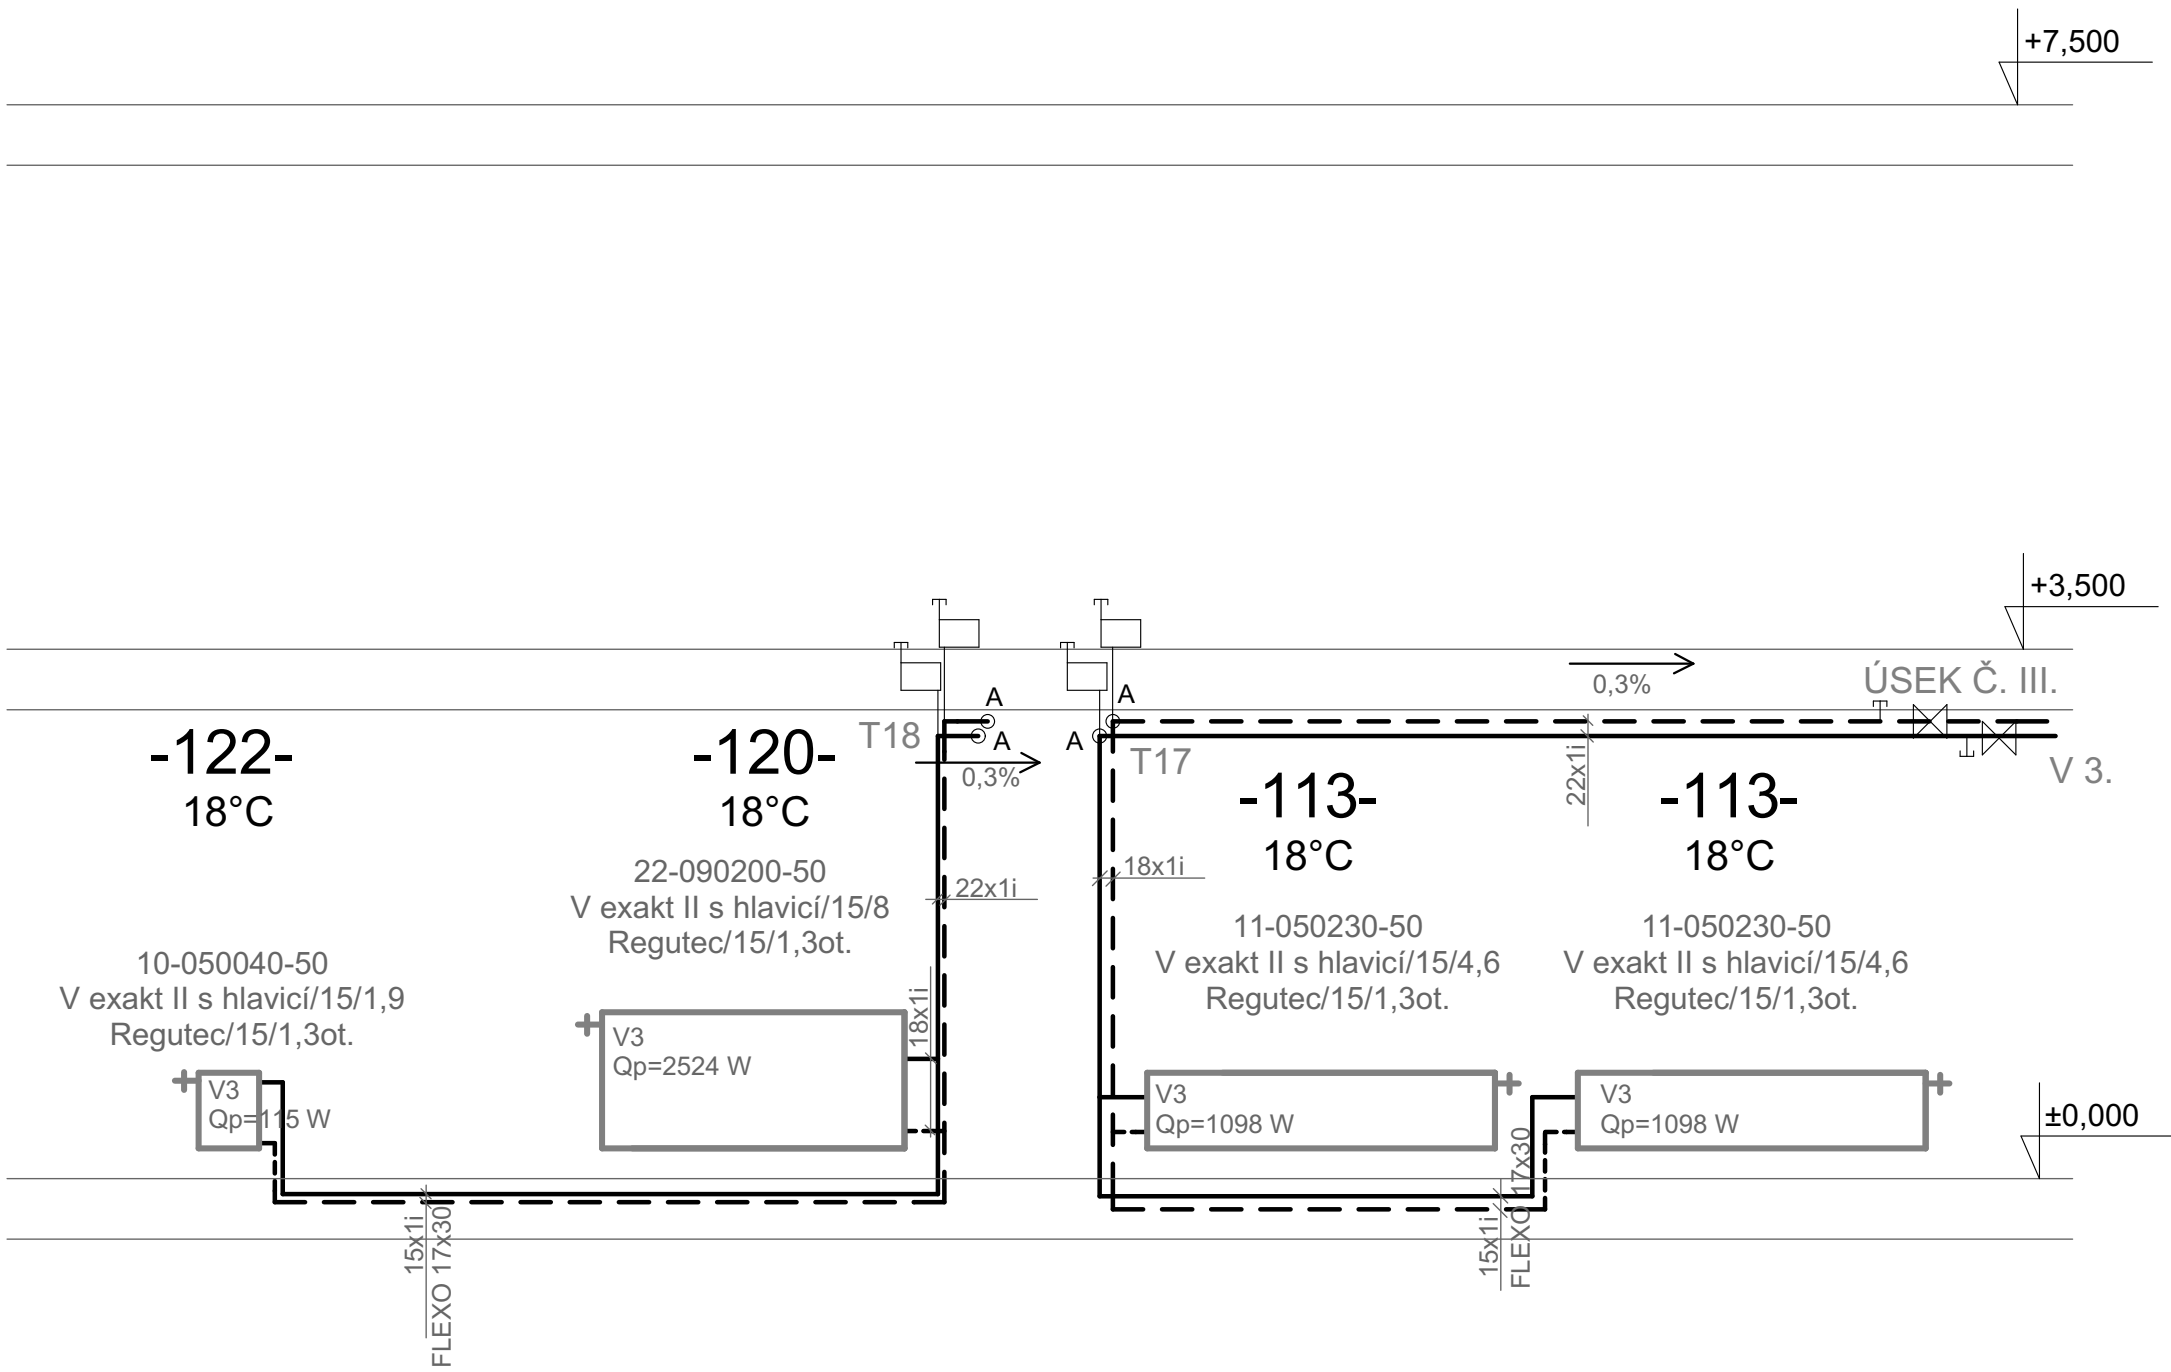 +7,500
+3,500
ÚSEK Č. III.
0,3%
A
A
A
A
T18
T17
0,3%
22x1i
V 3.
-122-
18°C
-120-
18°C
-113-
18°C
-113-
18°C
22-090200-50
V exakt II s hlavicí/15/8
Regutec/15/1,3ot.
22x1i
18x1i
10-050040-50
V exakt II s hlavicí/15/1,9
Regutec/15/1,3ot.
11-050230-50
V exakt II s hlavicí/15/4,6
Regutec/15/1,3ot.
11-050230-50
V exakt II s hlavicí/15/4,6
Regutec/15/1,3ot.
18x1i
V3
Qp=115 W
V3
Qp=2524 W
V3
Qp=1098 W
V3
Qp=1098 W
±0,000
15x1i
FLEXO 17x30
15x1i
FLEXO 17x30